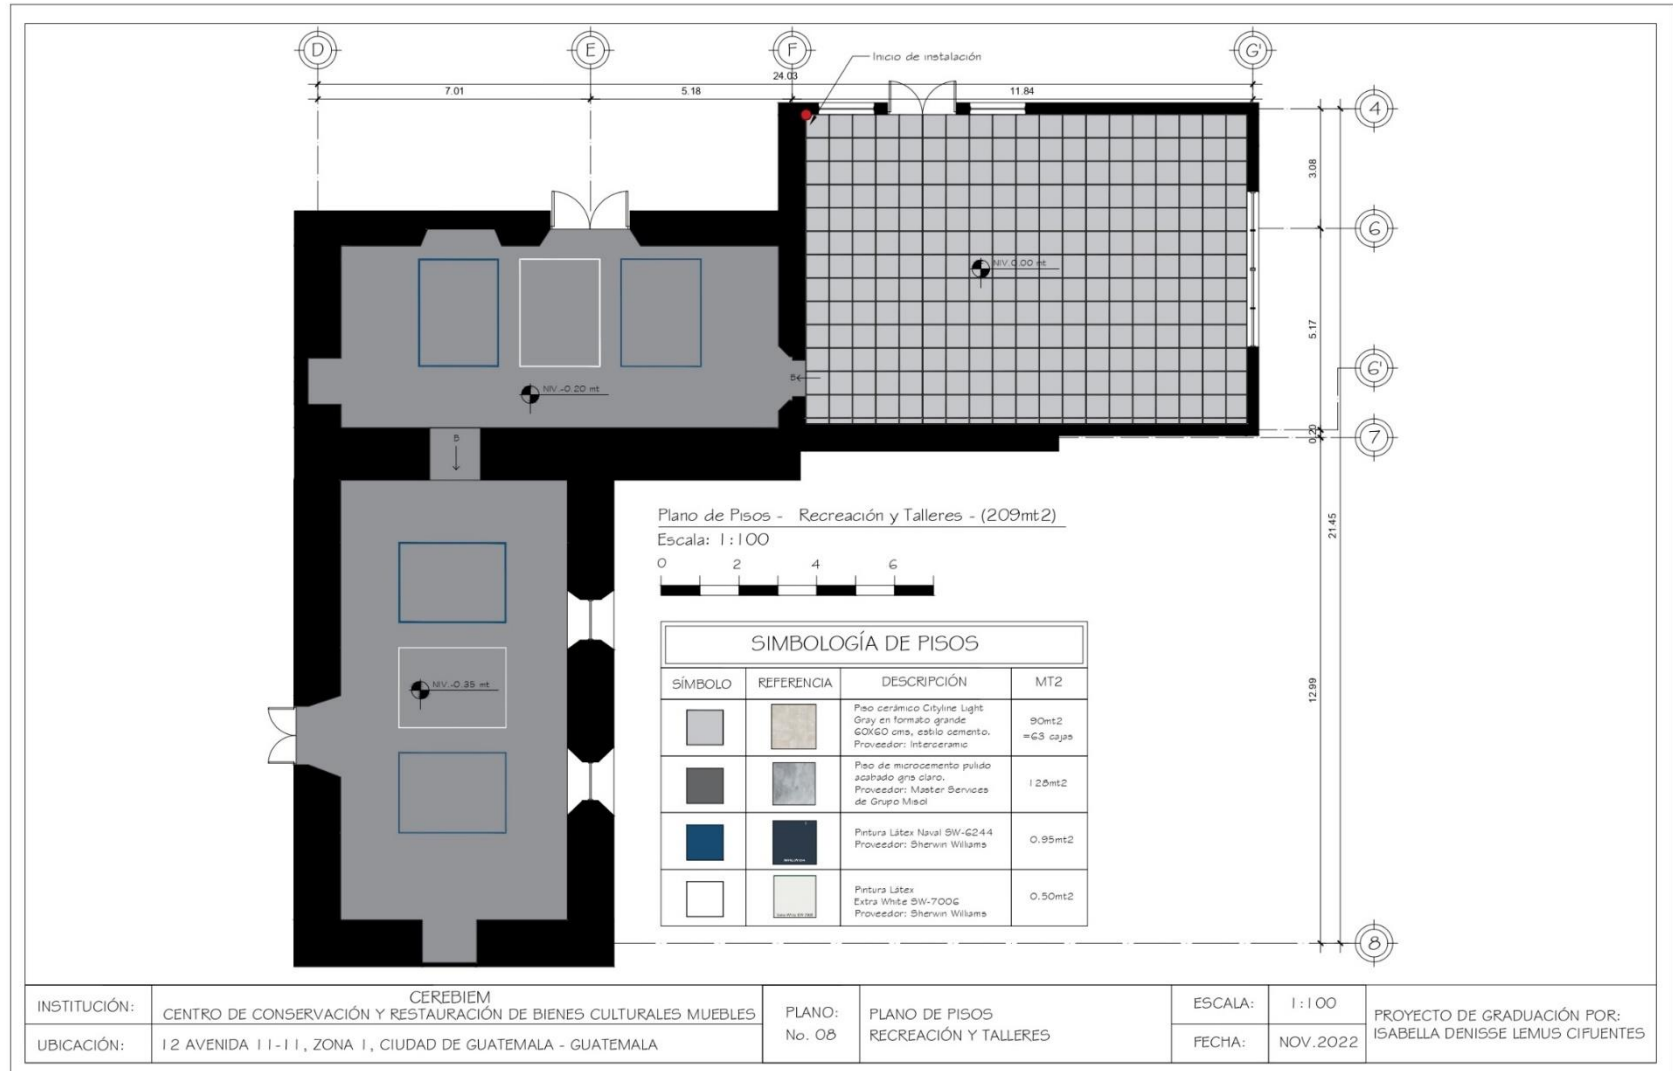 D
E
F
G'
Inicio de instalación
24.03
7.01
5.18
11.84
4
3.08
6
NIV.0.00 mt
5.17
6'
B
NIV.-0.20 mt
0.20
7
B
Plano de Pisos - Recreación y Talleres - (209mt2)
Escala: 1:100
0 2 4 6
21.45
SIMBOLOGÍA DE PISOS
SÍMBOLO REFERENCIA DESCRIPCIÓN MT2
Piso cerámico Cityline Light
Gray en formato grande
60X60 cms, estilo cemento.
Proveedor: Interceramic
90mt2
=63 cajas
NIV.-0.35 mt
12.99
Piso de microcemento pulido
acabado gris claro.
Proveedor: Master Services
de Grupo Misol
128mt2
Pintura Látex Naval SW-6244
Proveedor: Sherwin Williams
0.95mt2
Pintura Látex
Extra White SW-7006
Proveedor: Sherwin Williams
0.50mt2
8
INSTITUCIÓN:
CEREBIEM
CENTRO DE CONSERVACIÓN Y RESTAURACIÓN DE BIENES CULTURALES MUEBLES
UBICACIÓN:
12 AVENIDA 11-11, ZONA 1, CIUDAD DE GUATEMALA - GUATEMALA
PLANO:
No. 08
PLANO DE PISOS
RECREACIÓN Y TALLERES
ESCALA: 1:100
FECHA: NOV.2022
PROYECTO DE GRADUACIÓN POR:
ISABELLA DENISSE LEMUS CIFUENTES